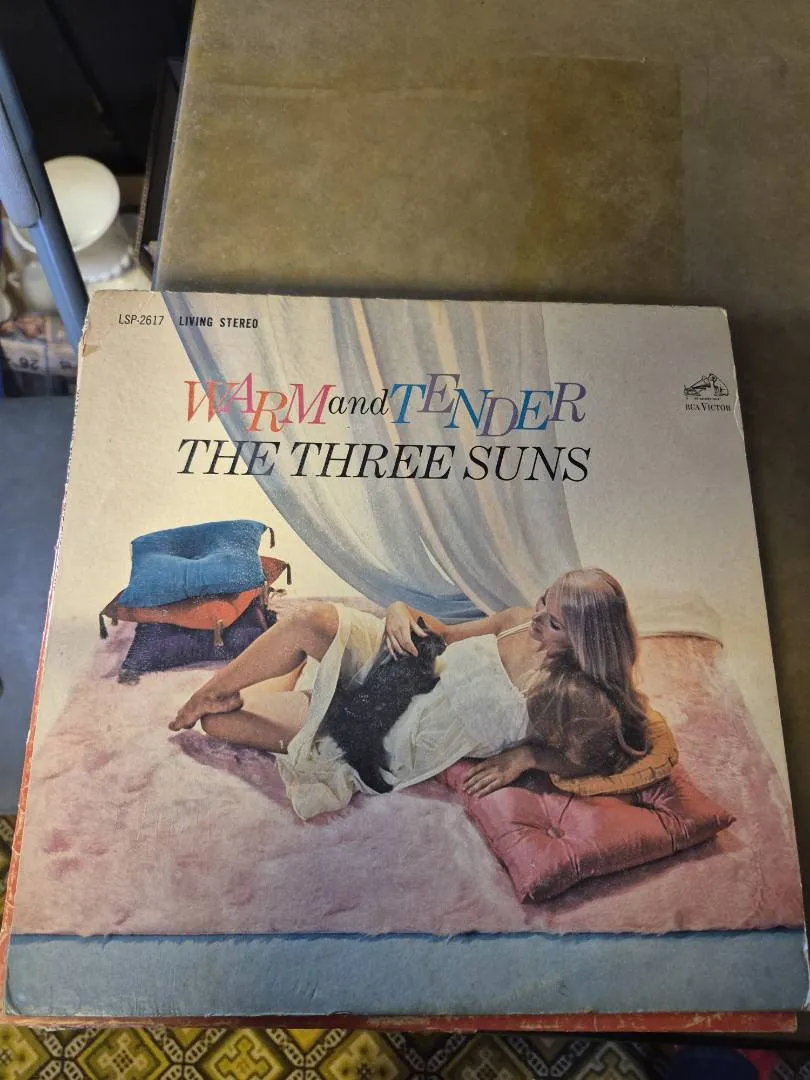 LSP-2617 LIVING STEREO
WARM and TENDER
THE THREE SUNS
RCA VICTOR